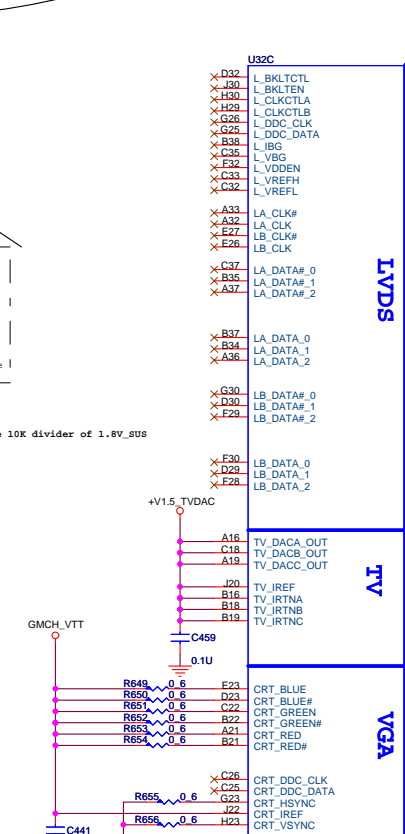 U32C
D32 L_BKLTCTL
J30 L_BKLTEN
H30 L_CLKCTLA
H29 L_CLKCTLB
G26 L_DDC_CLK
G25 L_DDC_DATA
B38 L_IBG
C35 L_VBG
F32 L_VDDEN
C33 L_VREFH
C32 L_VREFL
A33 LA_CLK#
A32 LA_CLK
E27 LB_CLK#
E26 LB_CLK
C37 LA_DATA#_0
B35 LA_DATA#_1
A37 LA_DATA#_2
LVDS
B37 LA_DATA_0
B34 LA_DATA_1
A36 LA_DATA_2
e
G30 LB_DATA#_0
D30 LB_DATA#_1
F29 LB_DATA#_2
e 10K divider of 1.8V_SUS
F30 LB_DATA_0
D29 LB_DATA_1
F28 LB_DATA_2
+V1.5_TVDAC
A16 TV_DACA_OUT
C18 TV_DACB_OUT
A19 TV_DACC_OUT
TV
J20 TV_IREF
B16 TV_IRTNA
B18 TV_IRTNB
B19 TV_IRTNC
GMCH_VTT
C459
0.1U
R649 0_6 E23 CRT_BLUE
R650 0_6 D23 CRT_BLUE#
R651 0_6 C22 CRT_GREEN
R652 0_6 B22 CRT_GREEN#
R653 0_6 A21 CRT_RED
R654 0_6 B21 CRT_RED#
VGA
C26 CRT_DDC_CLK
C25 CRT_DDC_DATA
R655 0_6 G23 CRT_HSYNC
J22 CRT_IREF
R656 0_6 H23 CRT_VSYNC
C441